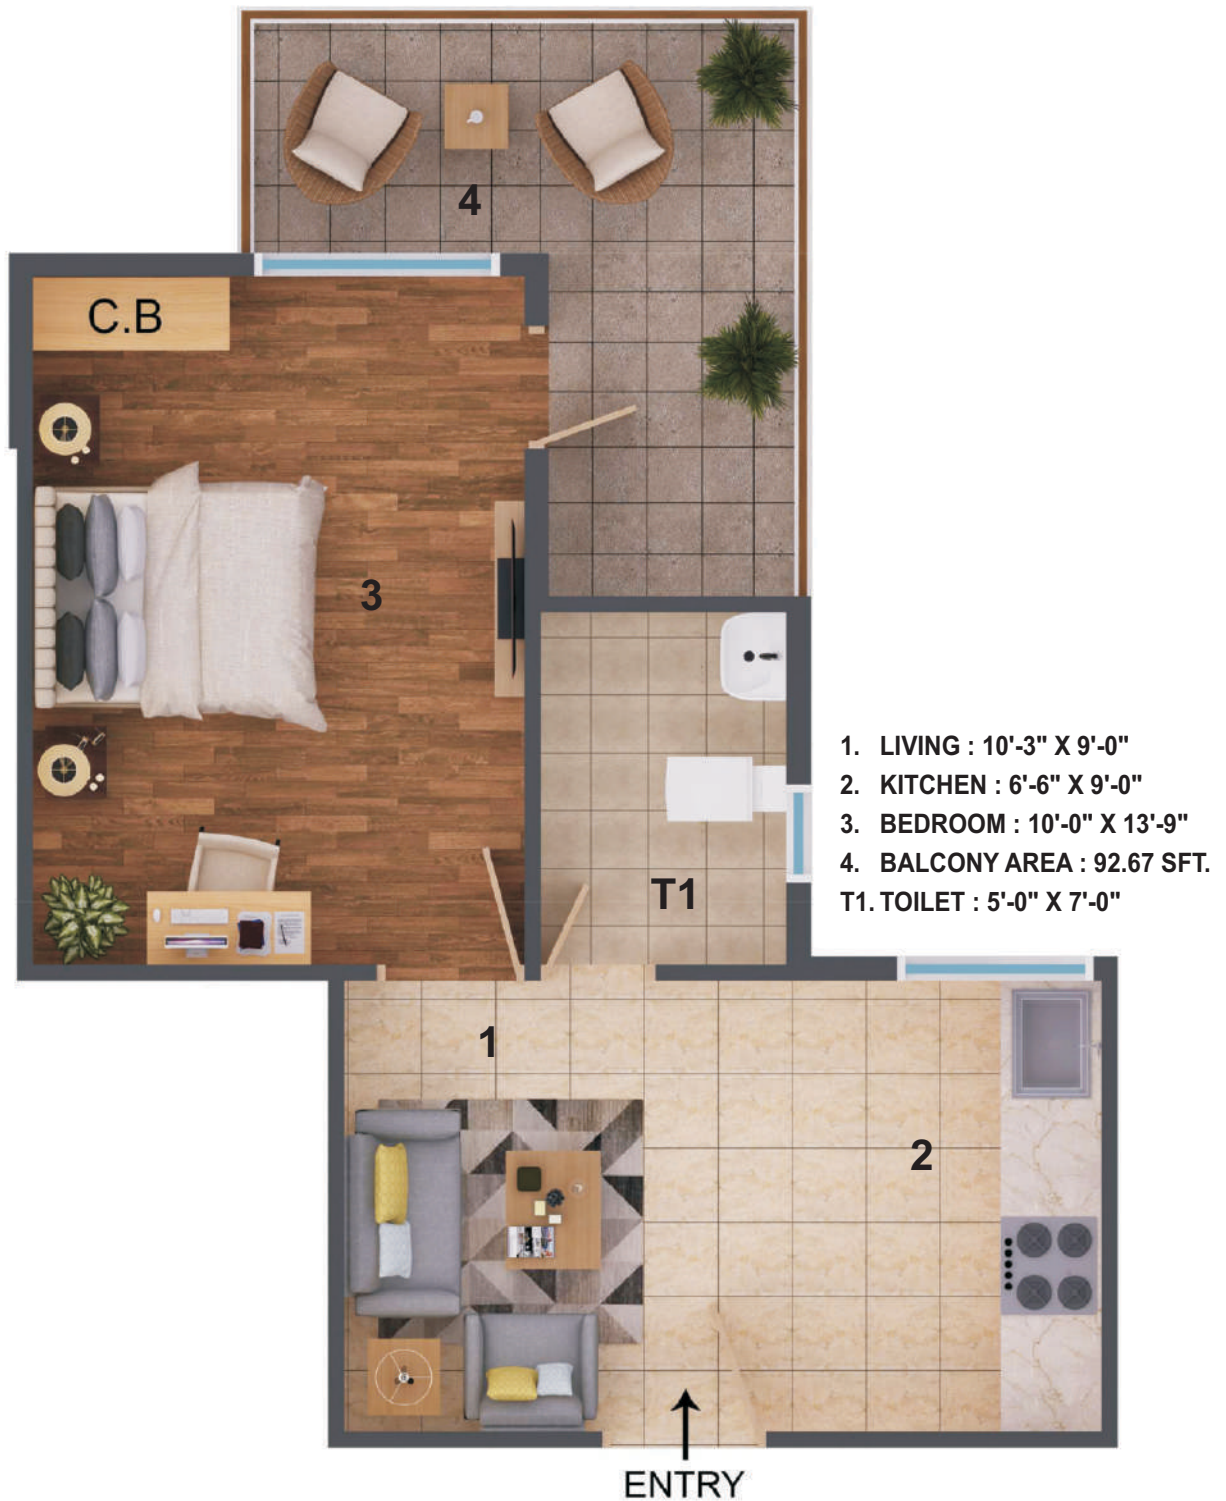 4
C.B
3
1. LIVING : 10'-3" X 9'-0"
2. KITCHEN : 6'-6" X 9'-0"
3. BEDROOM : 10'-0" X 13'-9"
4. BALCONY AREA : 92.67 SFT.
T1. TOILET : 5'-0" X 7'-0"
T1
1
2
ENTRY